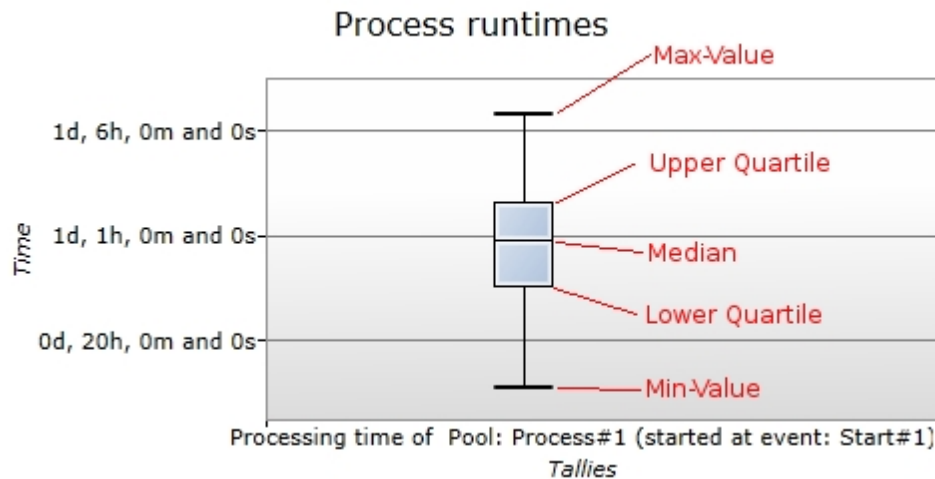 Process runtimes
Max-Value
1d, 6h, 0m and 0s
Upper Quartile
1d, 1h, 0m and 0s
Median
Time
Lower Quartile
0d, 20h, 0m and 0s
Min-Value
Processing time of  Pool: Process#1 (started at event: Start#1)
Tallies